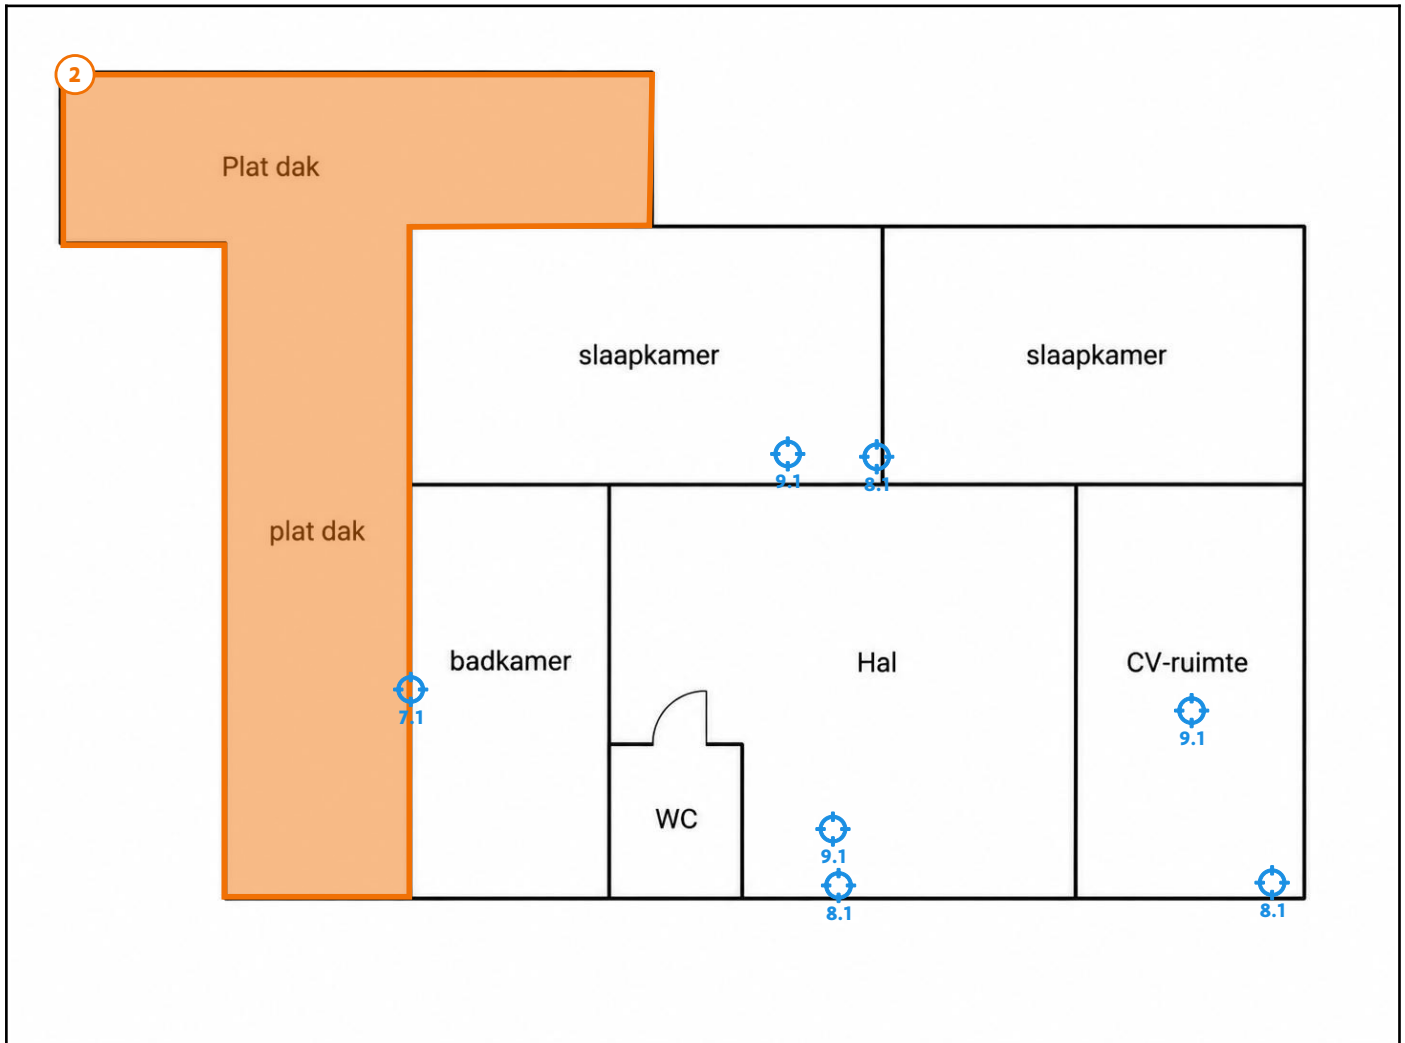 2
Plat dak
slaapkamer
slaapkamer
9.1
8.1
plat dak
badkamer
Hal
CV-ruimte
7.1
9.1
WC
9.1
8.1
8.1